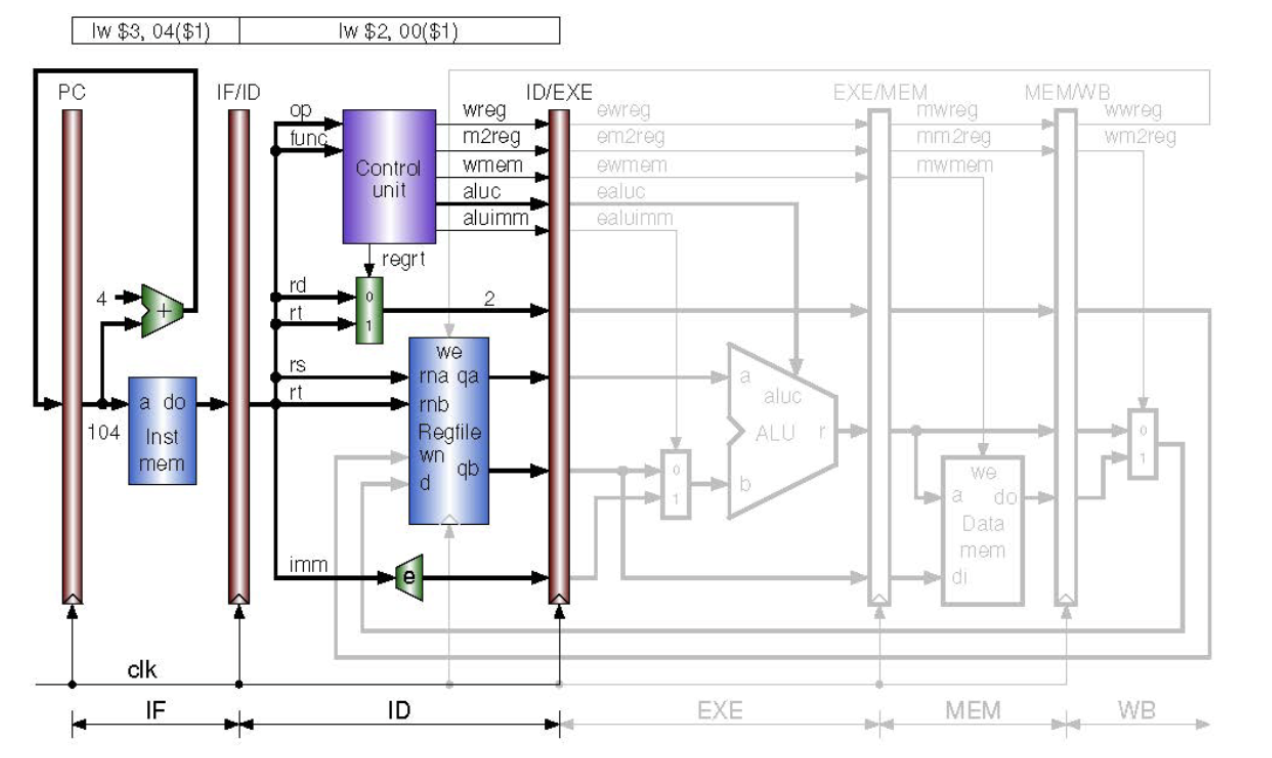 lw $3, 04($1) lw $2, 00($1)
PC IF/ID ID/EXE EXE/MEM MEM/WB
op wreg ewreg mwreg wwreg
func m2reg em2reg mm2reg wm2reg
Control unit
wmem ewmem mwmem
aluc ealuc
aluimm ealuimm
regrt
4 + rd 0 2
rt 1
we
rs rna qa a
aluc
rt rnb
a do
104 Inst mem
Regfile ALU r 0
wn qb 0 1
we
d 1 b a do
Data mem
imm e di
clk
IF ID EXE MEM WB